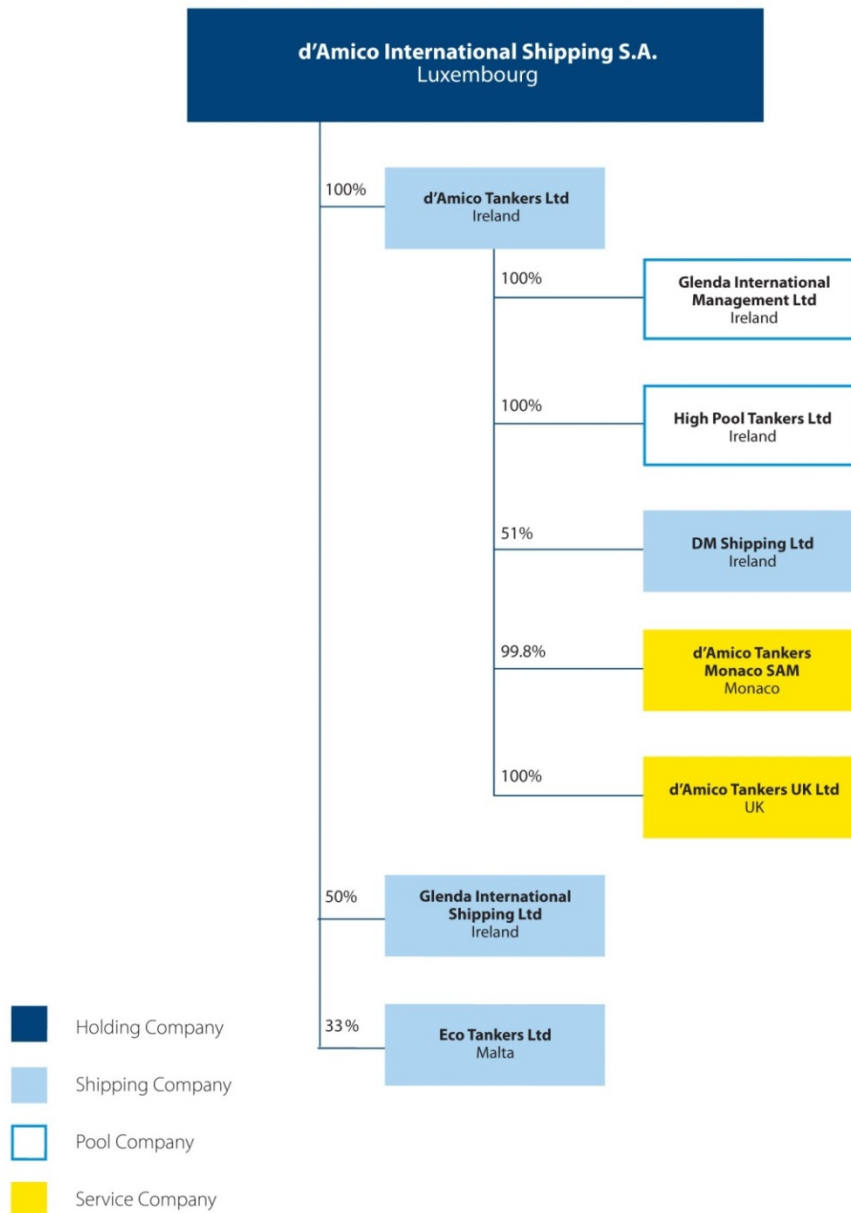 d’Amico International Shipping S.A.
Luxembourg
100%
d’Amico Tankers Ltd
Ireland
100%
Glenda International
Management Ltd
Ireland
100%
High Pool Tankers Ltd
Ireland
51%
DM Shipping Ltd
Ireland
99.8%
d’Amico Tankers
Monaco SAM
Monaco
100%
d’Amico Tankers UK Ltd
UK
50%
Glenda International
Shipping Ltd
Ireland
33%
Eco Tankers Ltd
Malta
Holding Company
Shipping Company
Pool Company
Service Company